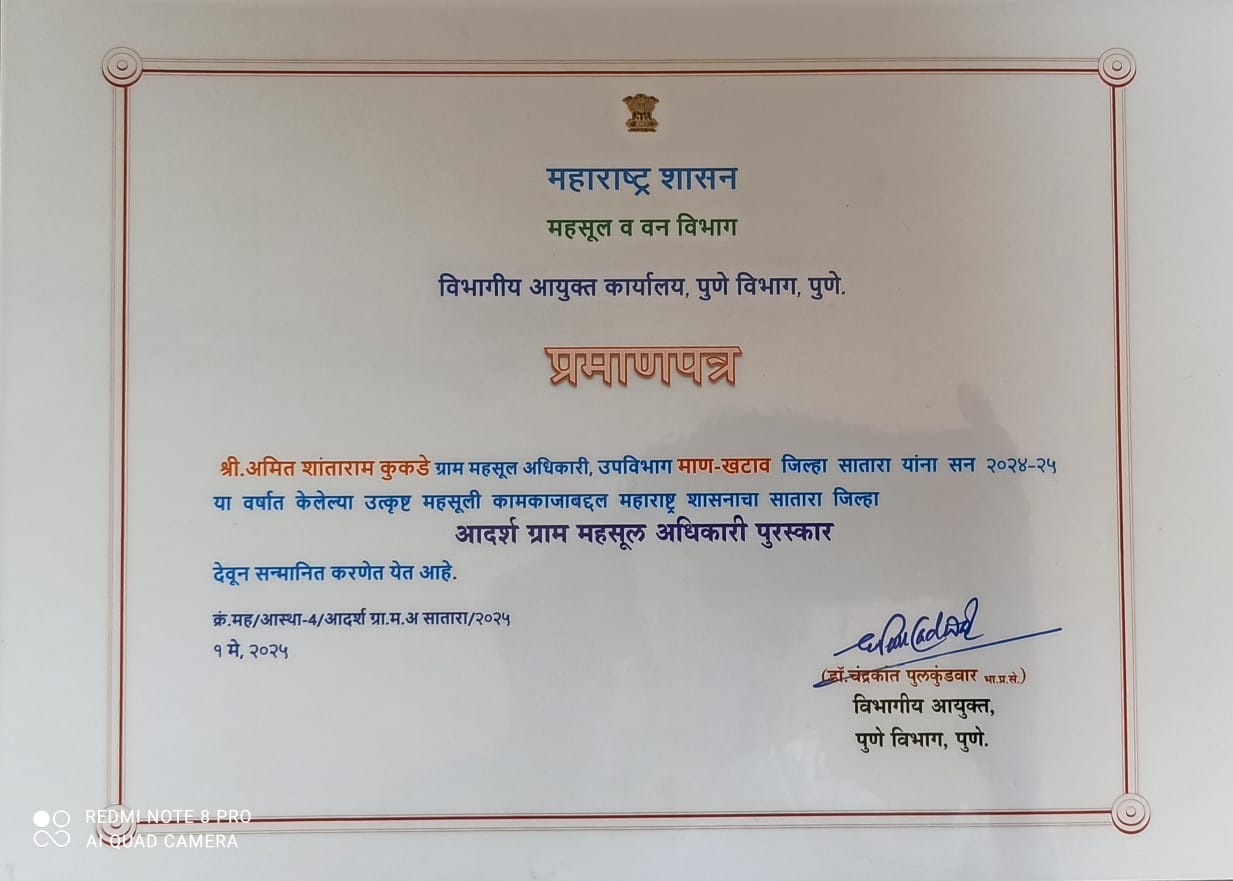 महाराष्ट्र शासन
महसूल व वन विभाग
विभागीय आयुक्त कार्यालय, पुणे विभाग, पुणे.
प्रमाणपत्र
श्री.अमित शांताराम कुकडे ग्राम महसूल अधिकारी, उपविभाग माण-खटाव जिल्हा सातारा यांना सन २०२४-२५
या वर्षात केलेल्या उत्कृष्ट महसूली कामकाजाबद्दल महाराष्ट्र शासनाचा सातारा जिल्हा
आदर्श ग्राम महसूल अधिकारी पुरस्कार
देवून सन्मानित करणेत येत आहे.
क्रं.मह/आस्था-4/आदर्श ग्रा.म.अ सातारा/२०२५
१ मे, २०२५
(डॉ.चंद्रकांत पुलकुंडवार भा.प्र.से.)
विभागीय आयुक्त,
पुणे विभाग, पुणे.
REDMI NOTE 8 PRO
AI QUAD CAMERA